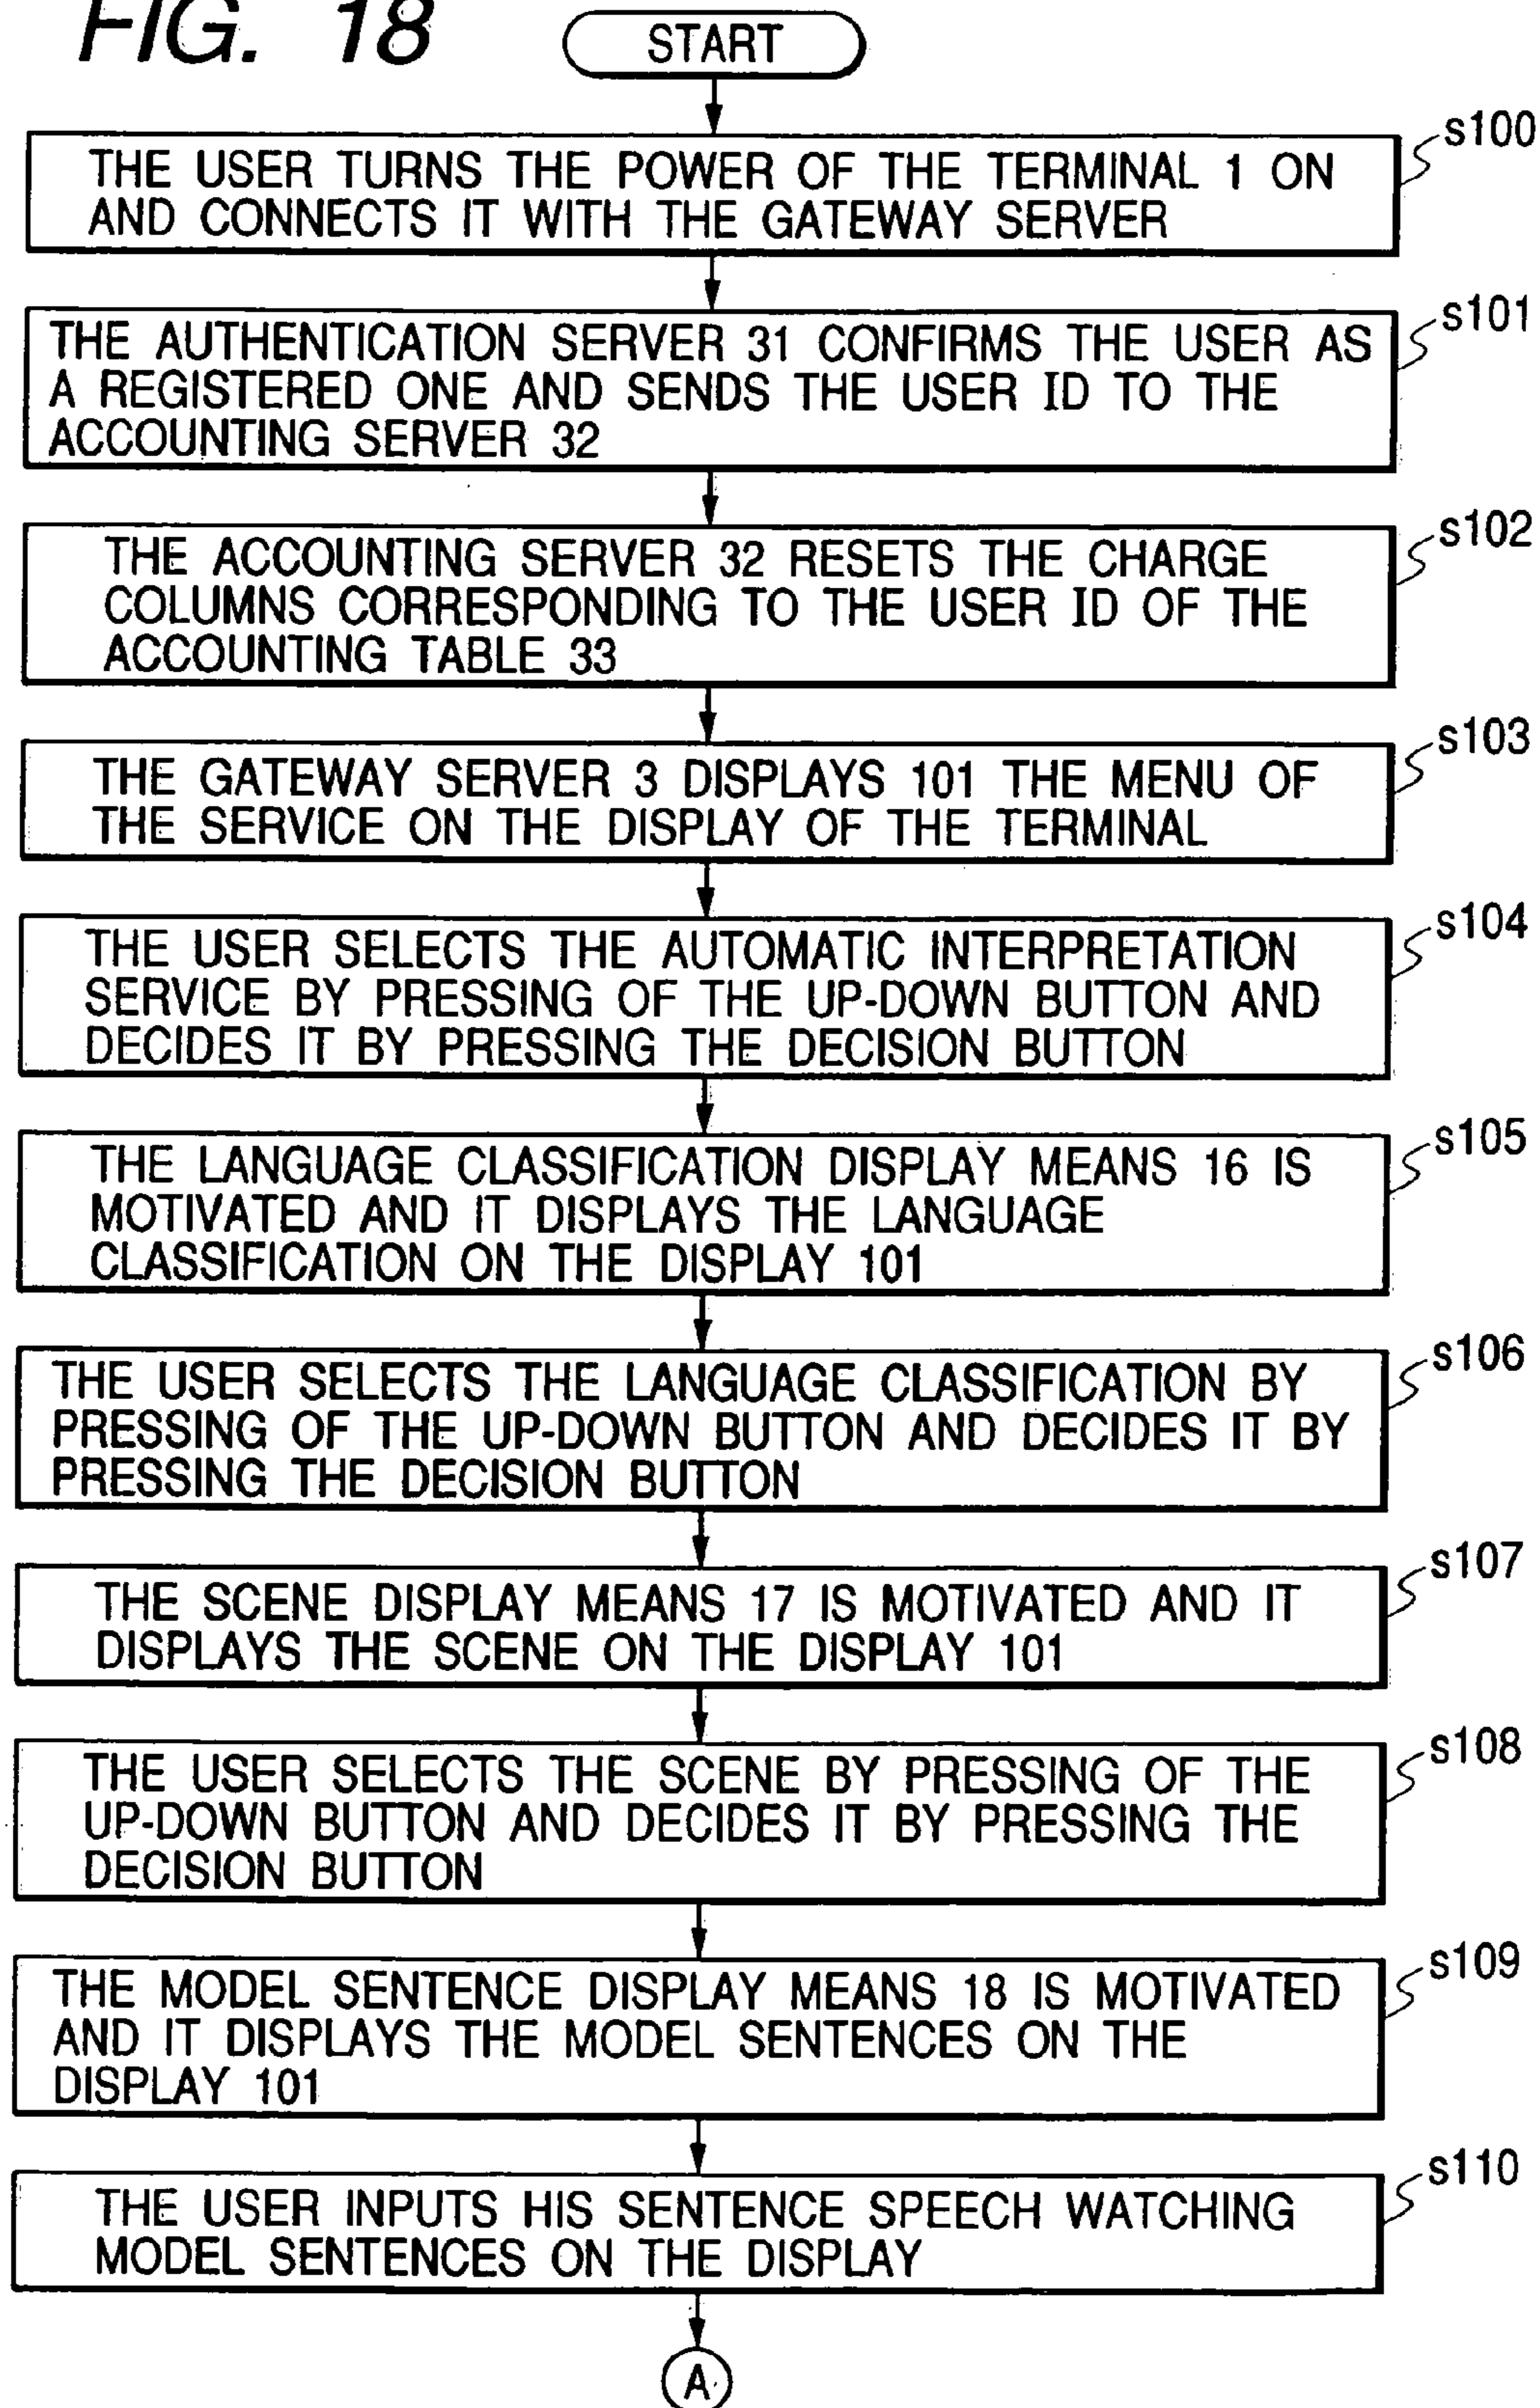 FIG. 18
START
s100
THE USER TURNS THE POWER OF THE TERMINAL 1 ON
AND CONNECTS IT WITH THE GATEWAY SERVER
s101
THE AUTHENTICATION SERVER 31 CONFIRMS THE USER AS
A REGISTERED ONE AND SENDS THE USER ID TO THE
ACCOUNTING SERVER 32
s102
THE ACCOUNTING SERVER 32 RESETS THE CHARGE
COLUMNS CORRESPONDING TO THE USER ID OF THE
ACCOUNTING TABLE 33
s103
THE GATEWAY SERVER 3 DISPLAYS 101 THE MENU OF
THE SERVICE ON THE DISPLAY OF THE TERMINAL
s104
THE USER SELECTS THE AUTOMATIC INTERPRETATION
SERVICE BY PRESSING OF THE UP-DOWN BUTTON AND
DECIDES IT BY PRESSING THE DECISION BUTTON
s105
THE LANGUAGE CLASSIFICATION DISPLAY MEANS 16 IS
MOTIVATED AND IT DISPLAYS THE LANGUAGE
CLASSIFICATION ON THE DISPLAY 101
s106
THE USER SELECTS THE LANGUAGE CLASSIFICATION BY
PRESSING OF THE UP-DOWN BUTTON AND DECIDES IT BY
PRESSING THE DECISION BUTTON
s107
THE SCENE DISPLAY MEANS 17 IS MOTIVATED AND IT
DISPLAYS THE SCENE ON THE DISPLAY 101
s108
THE USER SELECTS THE SCENE BY PRESSING OF THE
UP-DOWN BUTTON AND DECIDES IT BY PRESSING THE
DECISION BUTTON
s109
THE MODEL SENTENCE DISPLAY MEANS 18 IS MOTIVATED
AND IT DISPLAYS THE MODEL SENTENCES ON THE
DISPLAY 101
s110
THE USER INPUTS HIS SENTENCE SPEECH WATCHING
MODEL SENTENCES ON THE DISPLAY
A